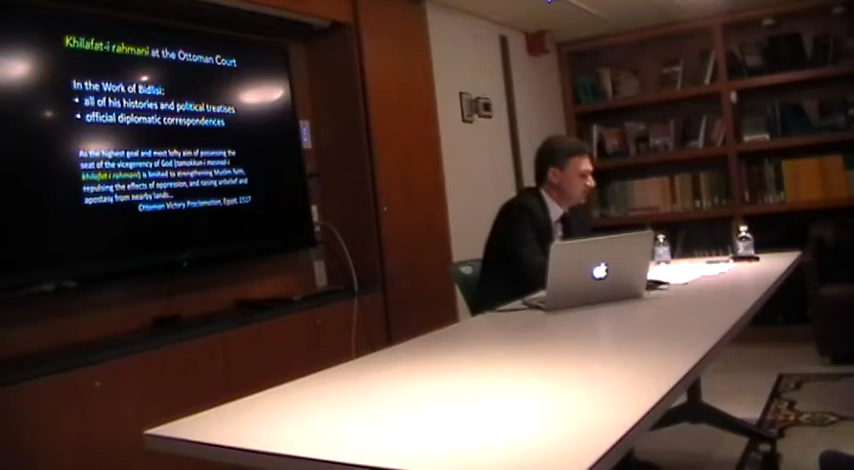 Khilafat-i rahmani at the Ottoman Court
In the Work of Bidlisi:
• all of his histories and political treatises
• official diplomatic correspondences
As the highest goal and most lofty aim of possessing the
seat of the vicegerency of God (tamakkun-i masnad-i
khilafat-i rahmani) is limited to strengthening Muslim faith,
repulsing the effects of oppression, and razing unbelief and
apostasy from nearby lands...
Ottoman Victory Proclamation, Egypt, 1517